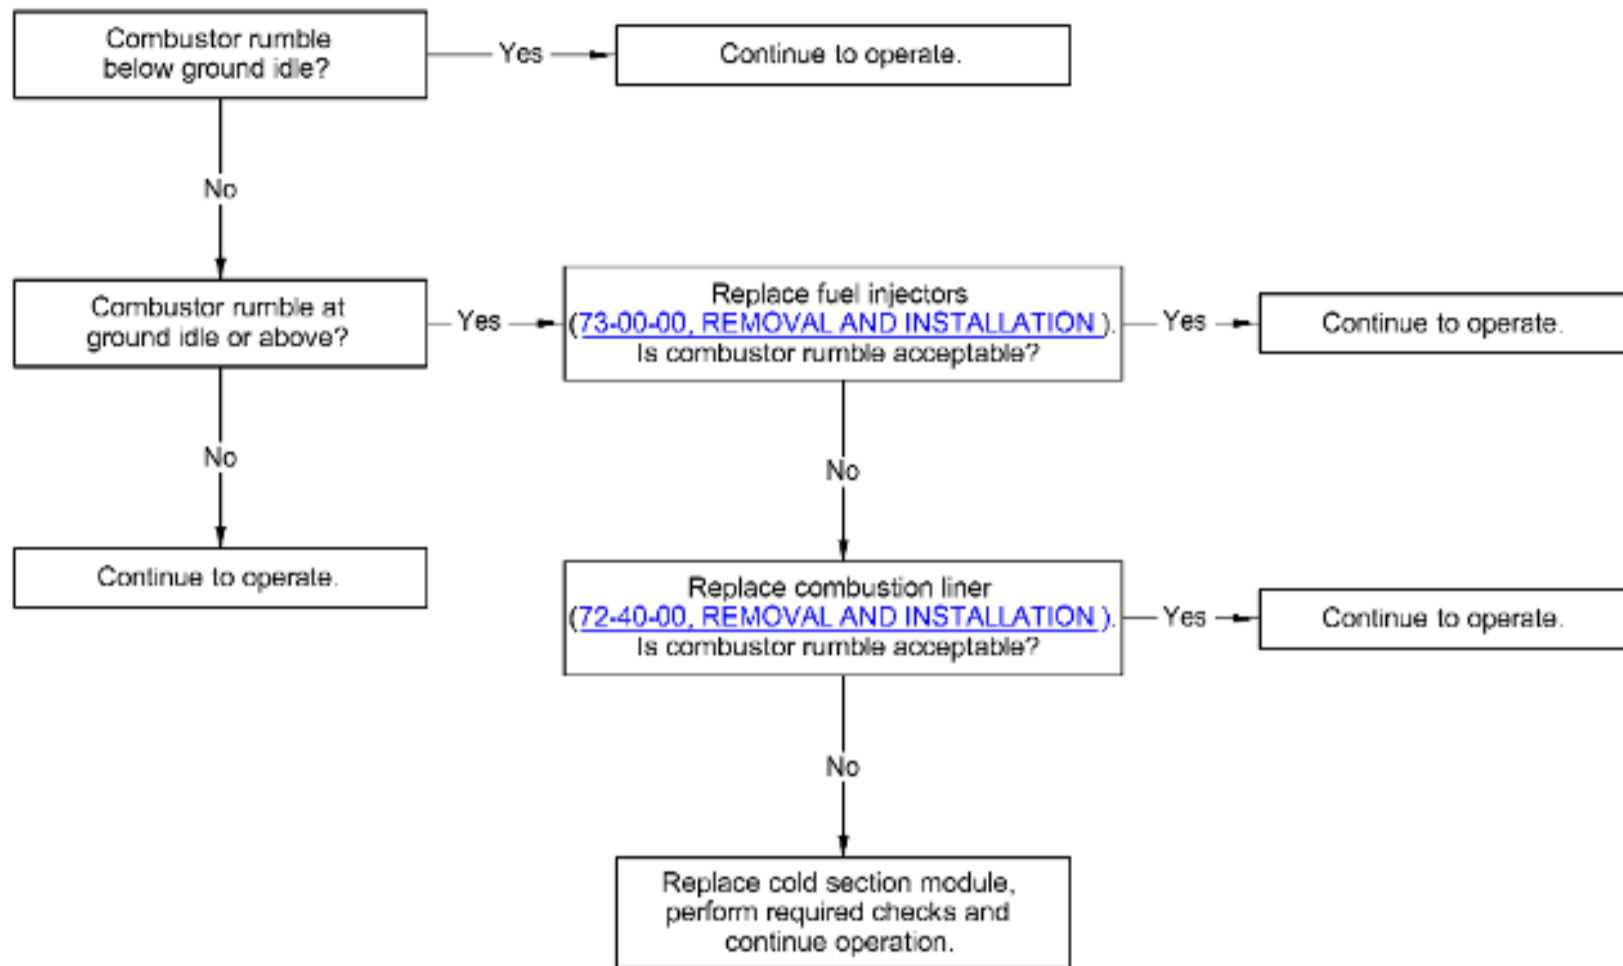 Combustor rumble
below ground idle?
Yes
Continue to operate.
No
Combustor rumble at
ground idle or above?
Yes
Replace fuel injectors
(73-00-00, REMOVAL AND INSTALLATION ).
Is combustor rumble acceptable?
Yes
Continue to operate.
No
Continue to operate.
No
Replace combustion liner
(72-40-00, REMOVAL AND INSTALLATION ).
Is combustor rumble acceptable?
Yes
Continue to operate.
No
Replace cold section module,
perform required checks and
continue operation.